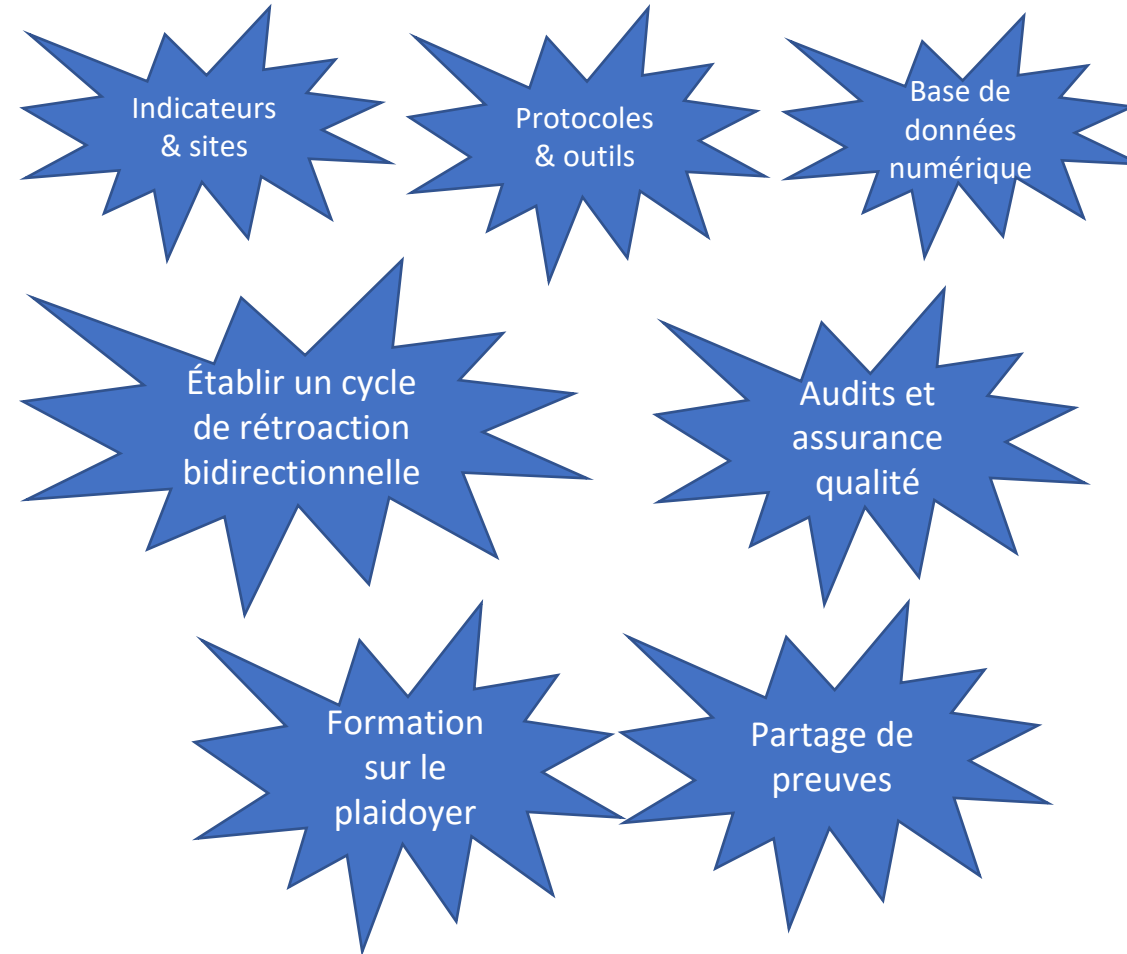 Indicateurs
& sites
Protocoles
& outils
Base de
données
numérique
Établir un cycle
de rétroaction
bidirectionnelle
Audits et
assurance
qualité
Formation
sur le
plaidoyer
Partage de
preuves